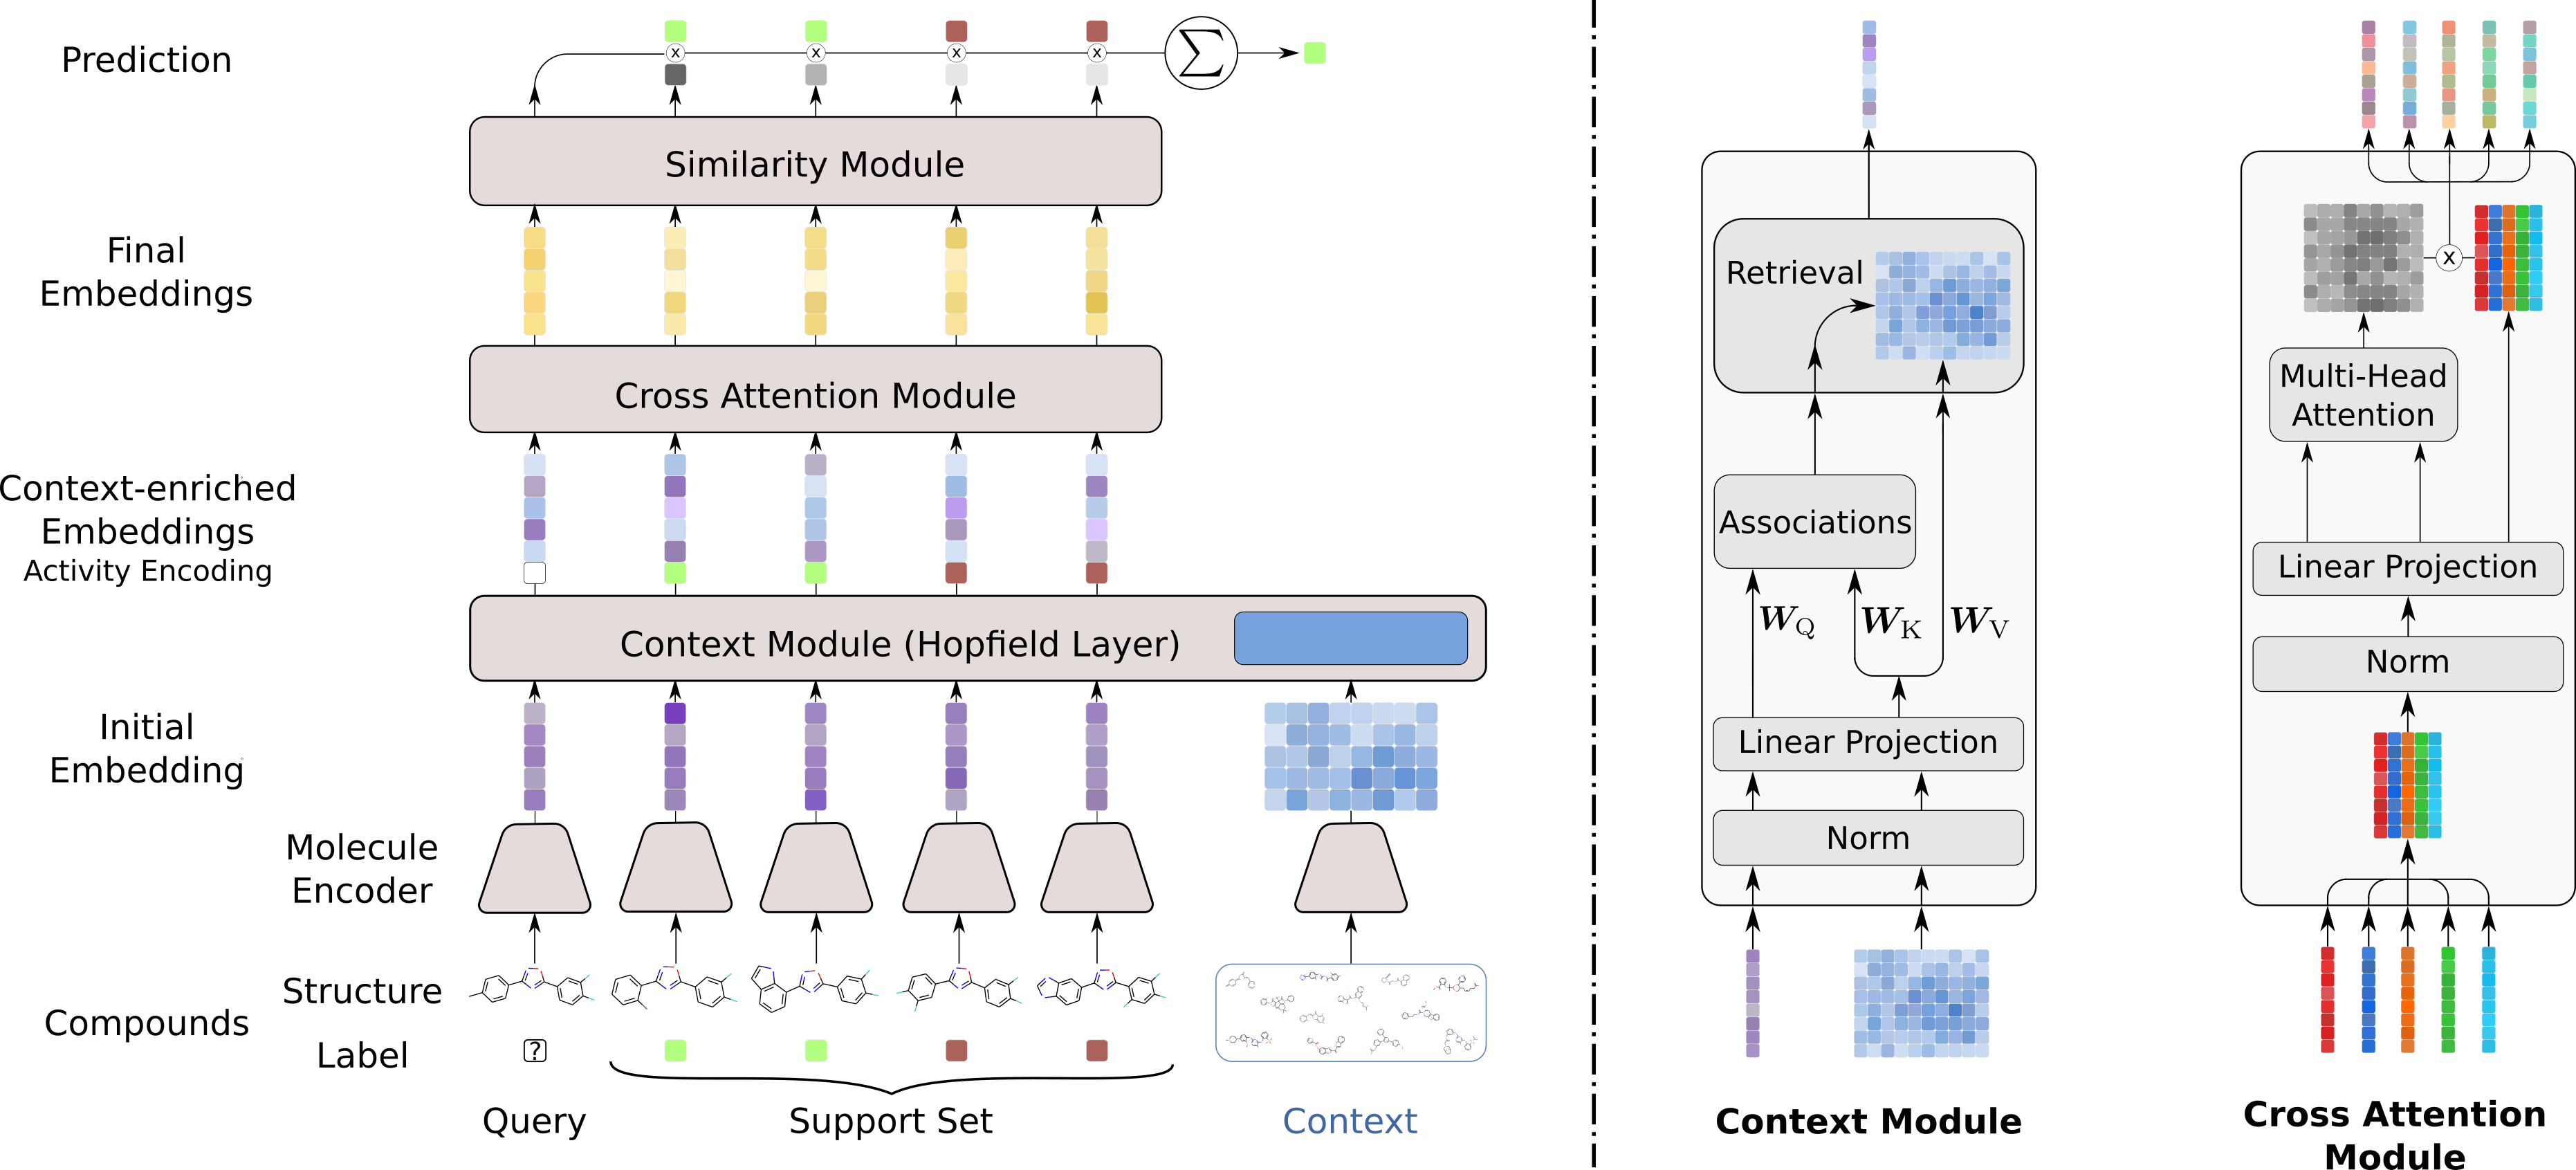 Prediction
x x x x ∑
Similarity Module
Final
Embeddings
Cross Attention Module
Context-enriched
Embeddings
Activity Encoding
Context Module (Hopfield Layer)
Initial
Embedding
Molecule
Encoder
Structure
Compounds
Label
?
Query
Support Set
Context
Retrieval
Associations
W_Q
W_K
W_V
Linear Projection
Norm
Context Module
x
Multi-Head
Attention
Linear Projection
Norm
Cross Attention
Module